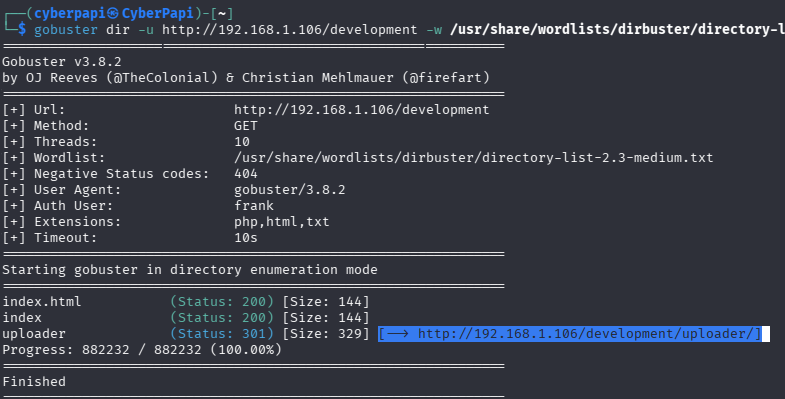 ┌──(cyberpapi㉿CyberPapi)-[~]
└─$ gobuster dir -u http://192.168.1.106/development -w /usr/share/wordlists/dirbuster/directory-l
===============================================================
Gobuster v3.8.2
by OJ Reeves (@TheColonial) & Christian Mehlmauer (@firefart)
===============================================================
[+] Url:                     http://192.168.1.106/development
[+] Method:                  GET
[+] Threads:                 10
[+] Wordlist:                /usr/share/wordlists/dirbuster/directory-list-2.3-medium.txt
[+] Negative Status codes:   404
[+] User Agent:              gobuster/3.8.2
[+] Auth User:               frank
[+] Extensions:              php,html,txt
[+] Timeout:                 10s
===============================================================
Starting gobuster in directory enumeration mode
===============================================================
index.html           (Status: 200) [Size: 144]
index                (Status: 200) [Size: 144]
uploader             (Status: 301) [Size: 329] [--> http://192.168.1.106/development/uploader/]
Progress: 882232 / 882232 (100.00%)
===============================================================
Finished
===============================================================